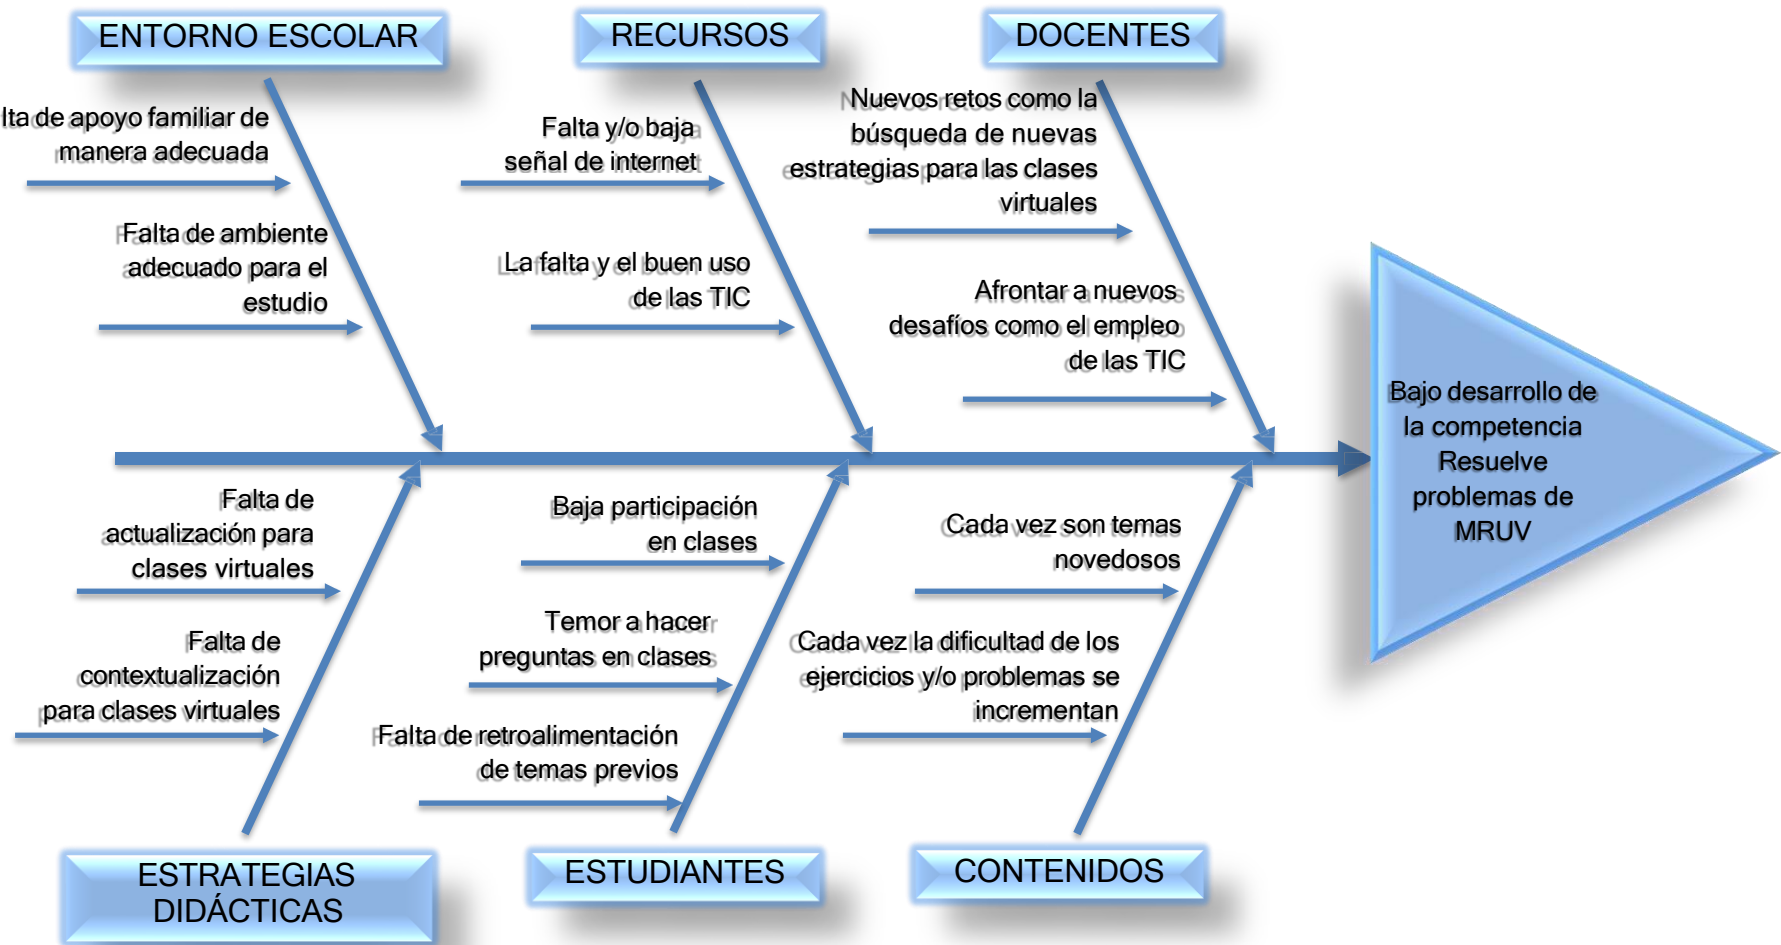 ENTORNO ESCOLAR
RECURSOS
DOCENTES
lta de apoyo familiar de
manera adecuada
Falta de ambiente
adecuado para el
estudio
Falta y/o baja
señal de internet
La falta y el buen uso
de las TIC
Nuevos retos como la
búsqueda de nuevas
estrategias para las clases
virtuales
Afrontar a nuevos
desafíos como el empleo
de las TIC
Bajo desarrollo de
la competencia
Resuelve
problemas de
MRUV
Falta de
actualización para
clases virtuales
Falta de
contextualización
para clases virtuales
Baja participación
en clases
Temor a hacer
preguntas en clases
Falta de retroalimentación
de temas previos
Cada vez son temas
novedosos
Cada vez la dificultad de los
ejercicios y/o problemas se
incrementan
ESTRATEGIAS
DIDÁCTICAS
ESTUDIANTES
CONTENIDOS